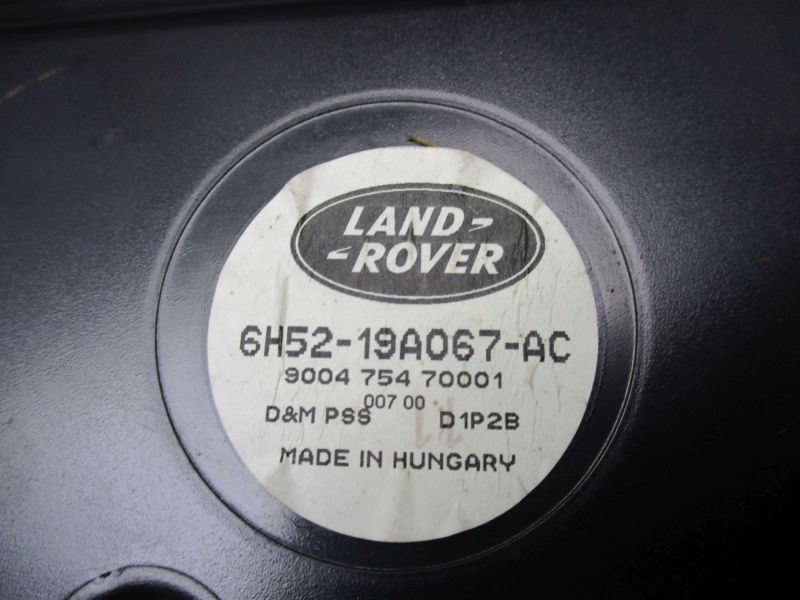 LAND-
-ROVER
6H52-19A067-AC
9004 754 70001
007 00
D&M PSS D1P2B
MADE IN HUNGARY